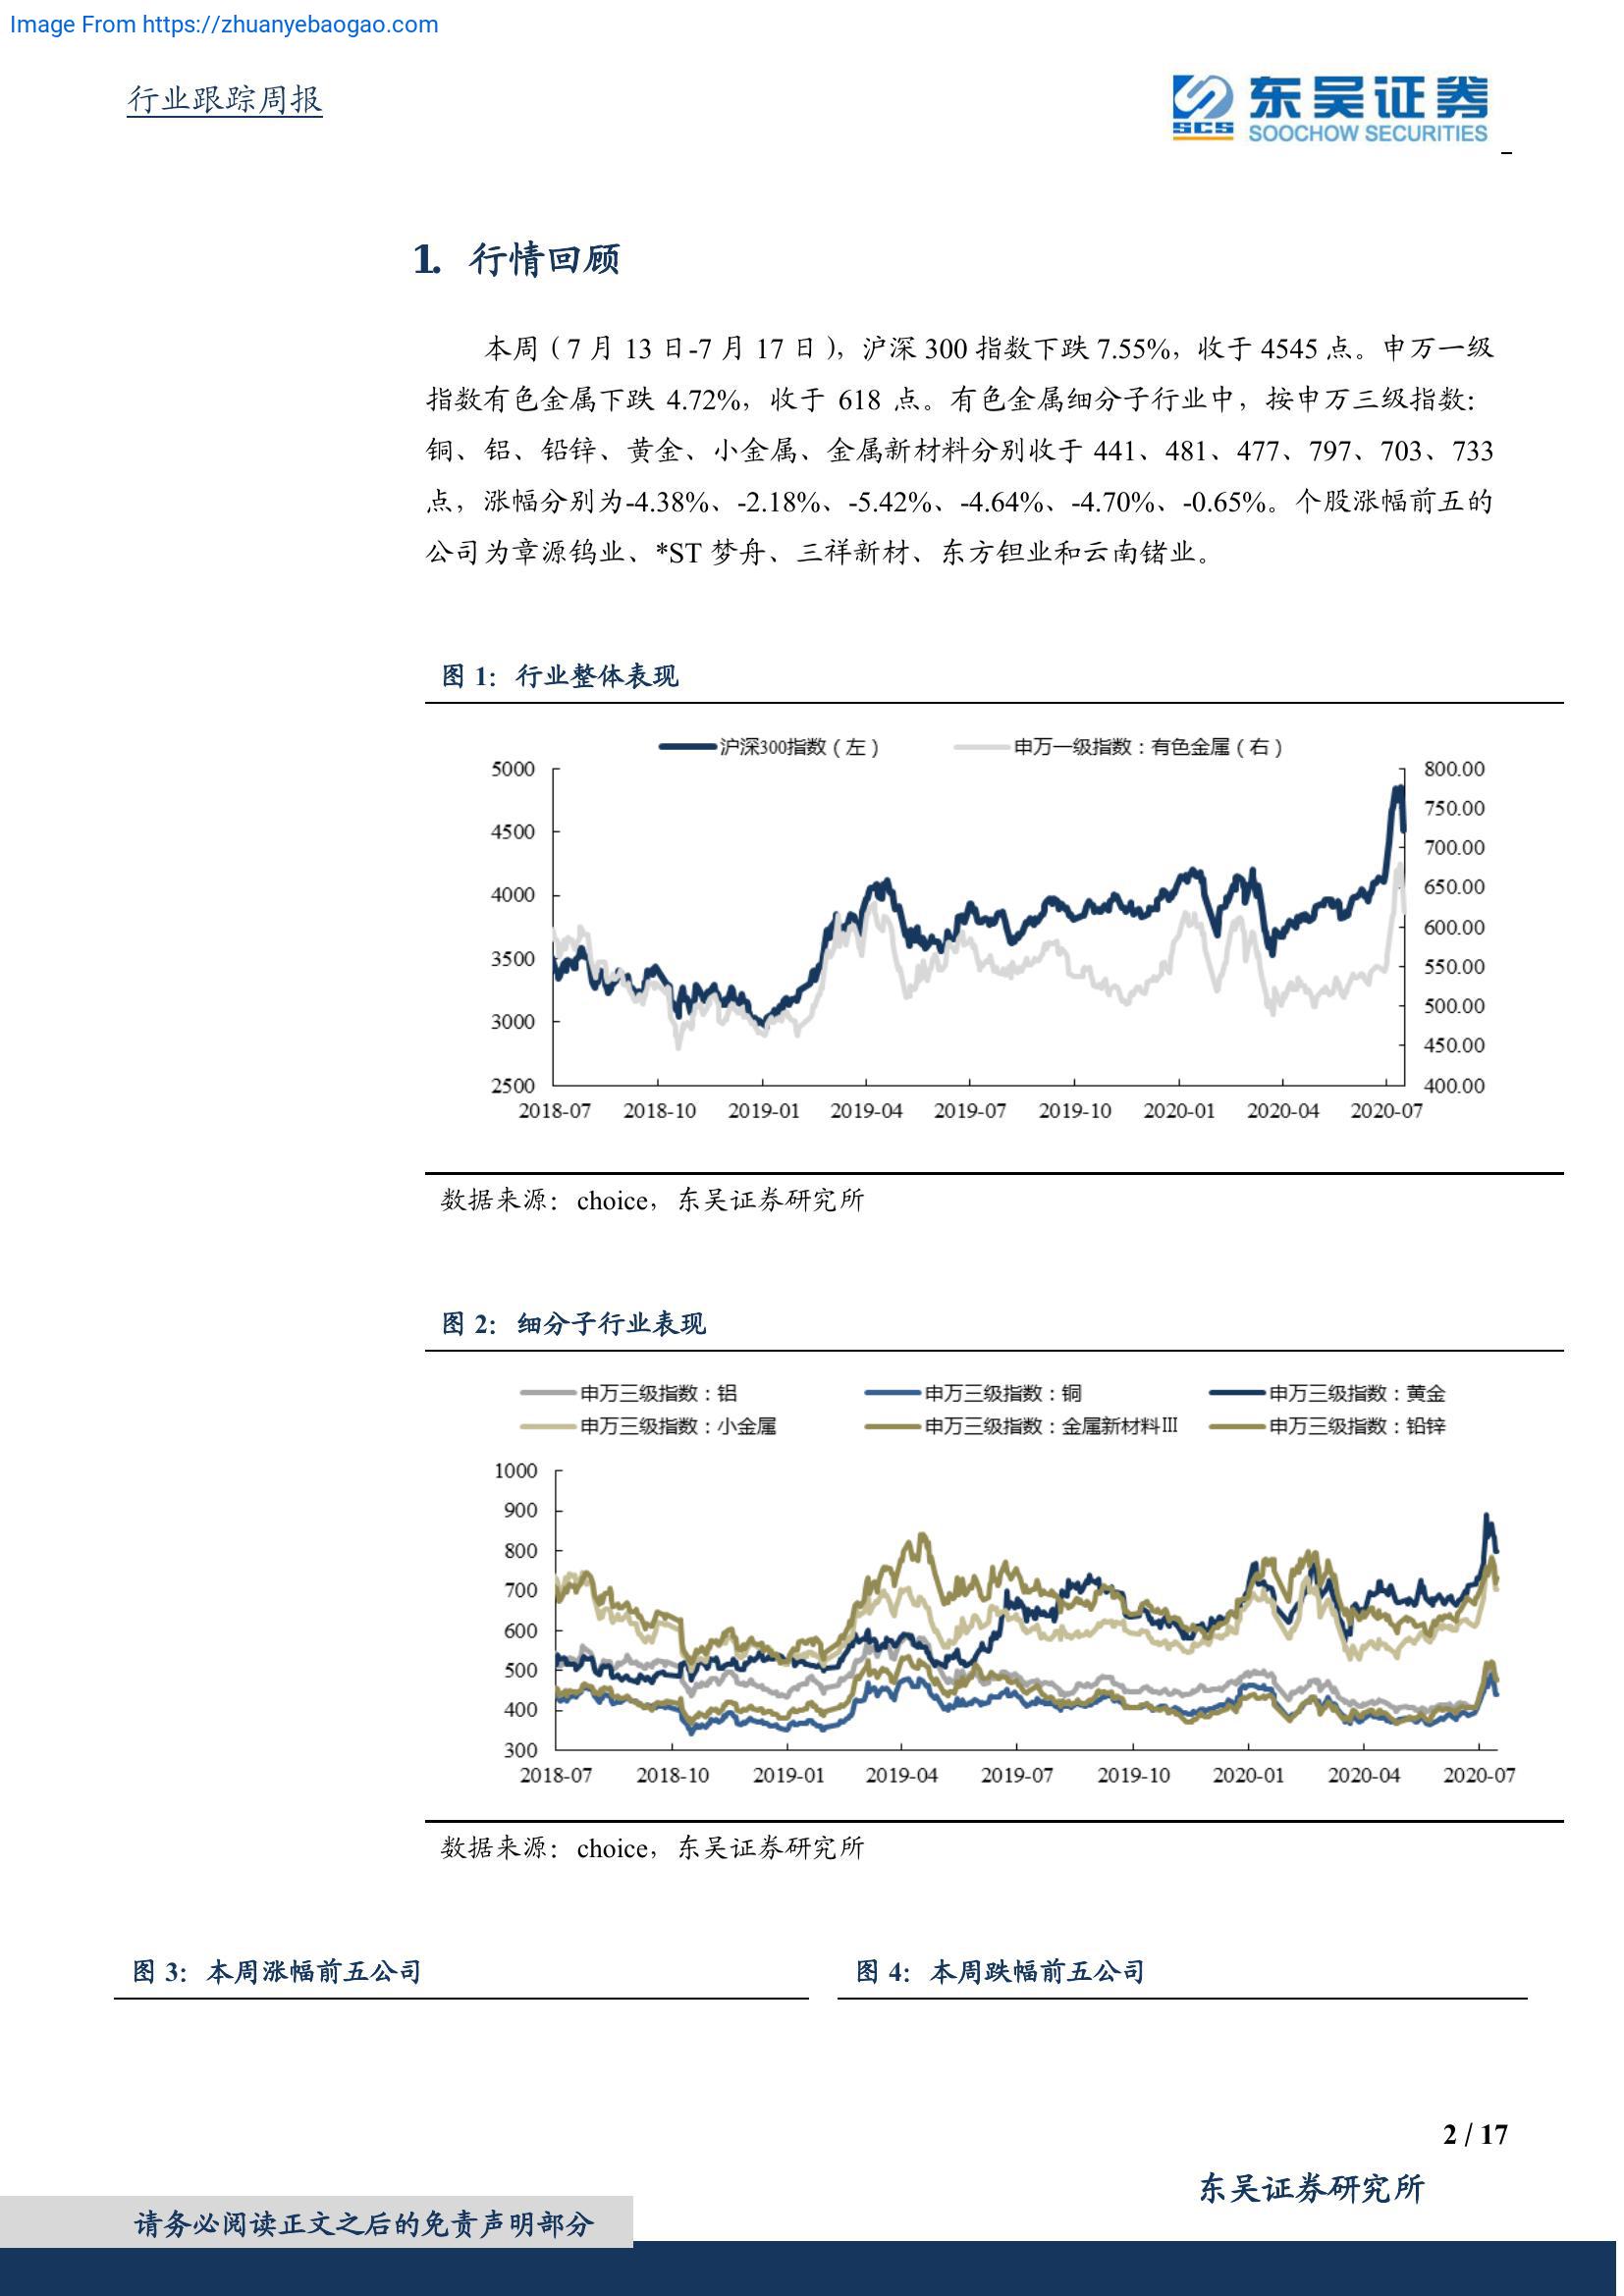 Image From https://zhuanyebaogao.com
行业跟踪周报
SCS
东吴证券
SOOCHOW SECURITIES
1. 行情回顾
本周（7 月 13 日-7 月 17 日），沪深 300 指数下跌 7.55%，收于 4545 点。申万一级
指数有色金属下跌 4.72%，收于 618 点。有色金属细分子行业中，按申万三级指数：
铜、铝、铅锌、黄金、小金属、金属新材料分别收于 441、481、477、797、703、733
点，涨幅分别为-4.38%、-2.18%、-5.42%、-4.64%、-4.70%、-0.65%。个股涨幅前五的
公司为章源钨业、*ST 梦舟、三祥新材、东方钽业和云南锗业。
图 1：行业整体表现
沪深300指数（左） 申万一级指数：有色金属（右）
5000 800.00
750.00
4500
700.00
4000 650.00
600.00
3500
550.00
3000 500.00
450.00
2500 400.00
2018-07 2018-10 2019-01 2019-04 2019-07 2019-10 2020-01 2020-04 2020-07
数据来源：choice，东吴证券研究所
图 2：细分子行业表现
申万三级指数：铝 申万三级指数：铜 申万三级指数：黄金
申万三级指数：小金属 申万三级指数：金属新材料Ⅲ 申万三级指数：铅锌
1000
900
800
700
600
500
400
300
2018-07 2018-10 2019-01 2019-04 2019-07 2019-10 2020-01 2020-04 2020-07
数据来源：choice，东吴证券研究所
图 3：本周涨幅前五公司 图 4：本周跌幅前五公司
2 / 17
东吴证券研究所
请务必阅读正文之后的免责声明部分